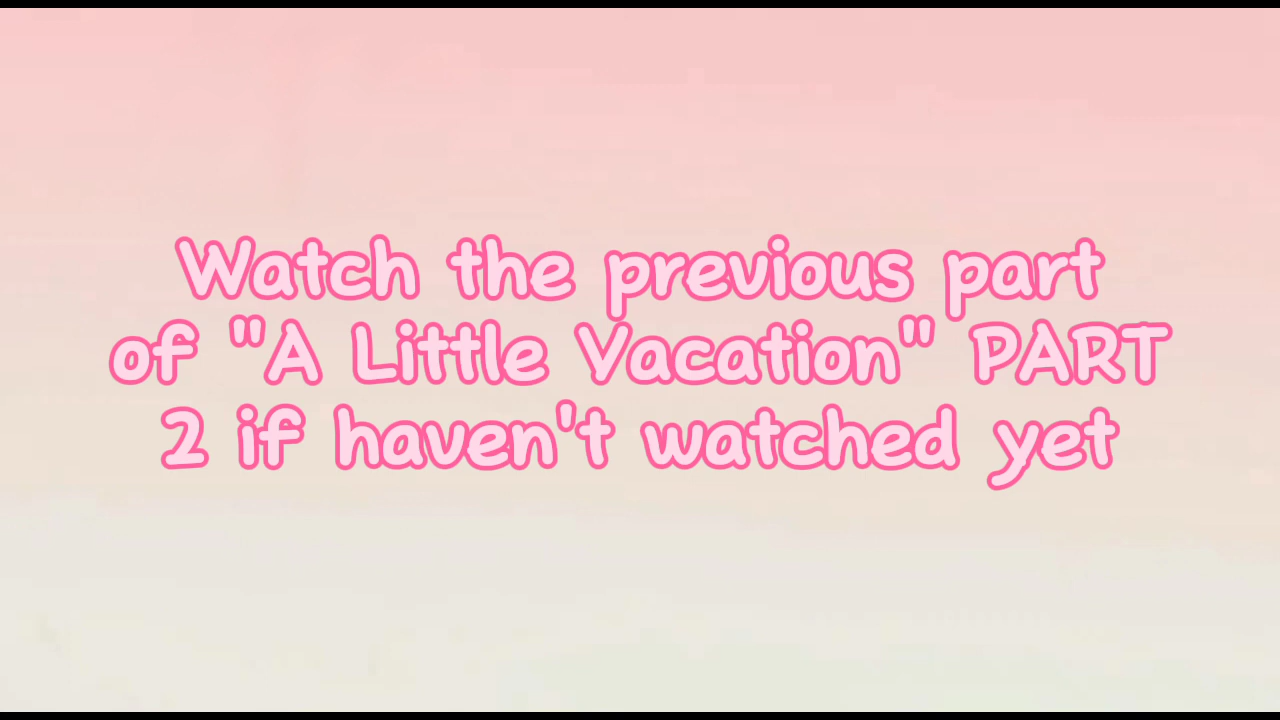 Watch the previous part
of "A Little Vacation" PART
2 if haven't watched yet